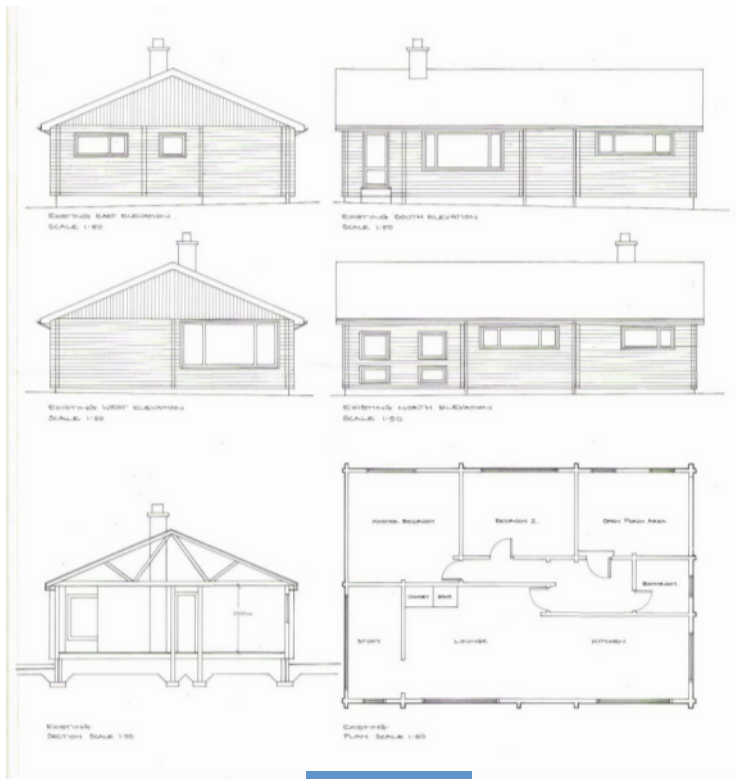 EXISTING EAST ELEVATION
SCALE 1:50
EXISTING SOUTH ELEVATION
SCALE 1:50
EXISTING WEST ELEVATION
SCALE 1:50
EXISTING NORTH ELEVATION
SCALE 1:50
MASTER BEDROOM
BEDROOM 2.
OPEN PORCH AREA
BATHROOM
STUDY
LOUNGE
KITCHEN
EXISTING
SECTION SCALE 1:50
EXISTING
PLAN SCALE 1:50